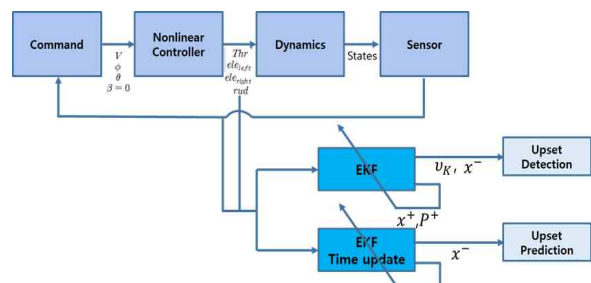 Command
Nonlinear
Controller
Dynamics
Sensor
V
ϕ
θ
β = 0
Thr
ele_left
ele_right
rud
States
EKF
υ_K, x⁻
Upset
Detection
x⁺,P⁺
EKF
Time update
x⁻
Upset
Prediction